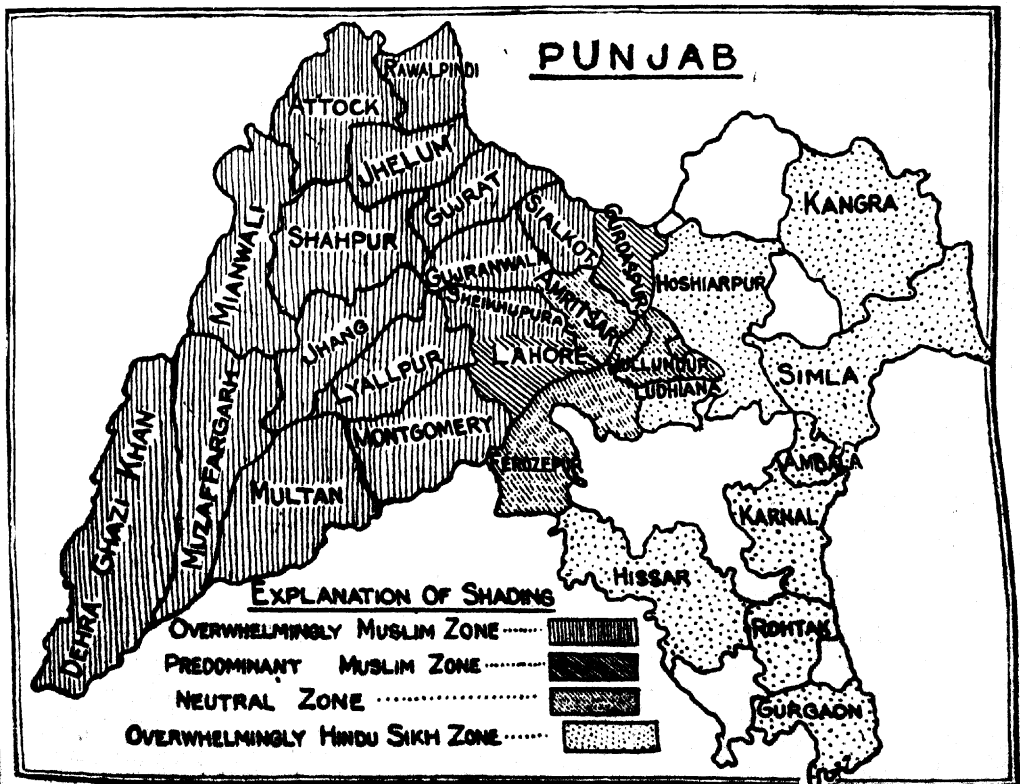 PUNJAB
RAWALPINDI
ATTOCK
JHELUM
GUJRAT
SIALKOT
GURDASPUR
KANGRA
MIANWALI
SHAHPUR
GUJRANWALA
SHEIKHUPURA
AMRITSAR
HOSHIARPUR
JHANG
LYALLPUR
LAHORE
JULLUNDUR
LUDHIANA
SIMLA
MONTGOMERY
FEROZEPUR
AMBALA
DEHRA GHAZI KHAN
MUZAFFARGARH
MULTAN
KARNAL
HISSAR
ROHTAK
GURGAON
EXPLANATION OF SHADING
OVERWHELMINGLY MUSLIM ZONE
PREDOMINANT MUSLIM ZONE
NEUTRAL ZONE
OVERWHELMINGLY HINDU SIKH ZONE